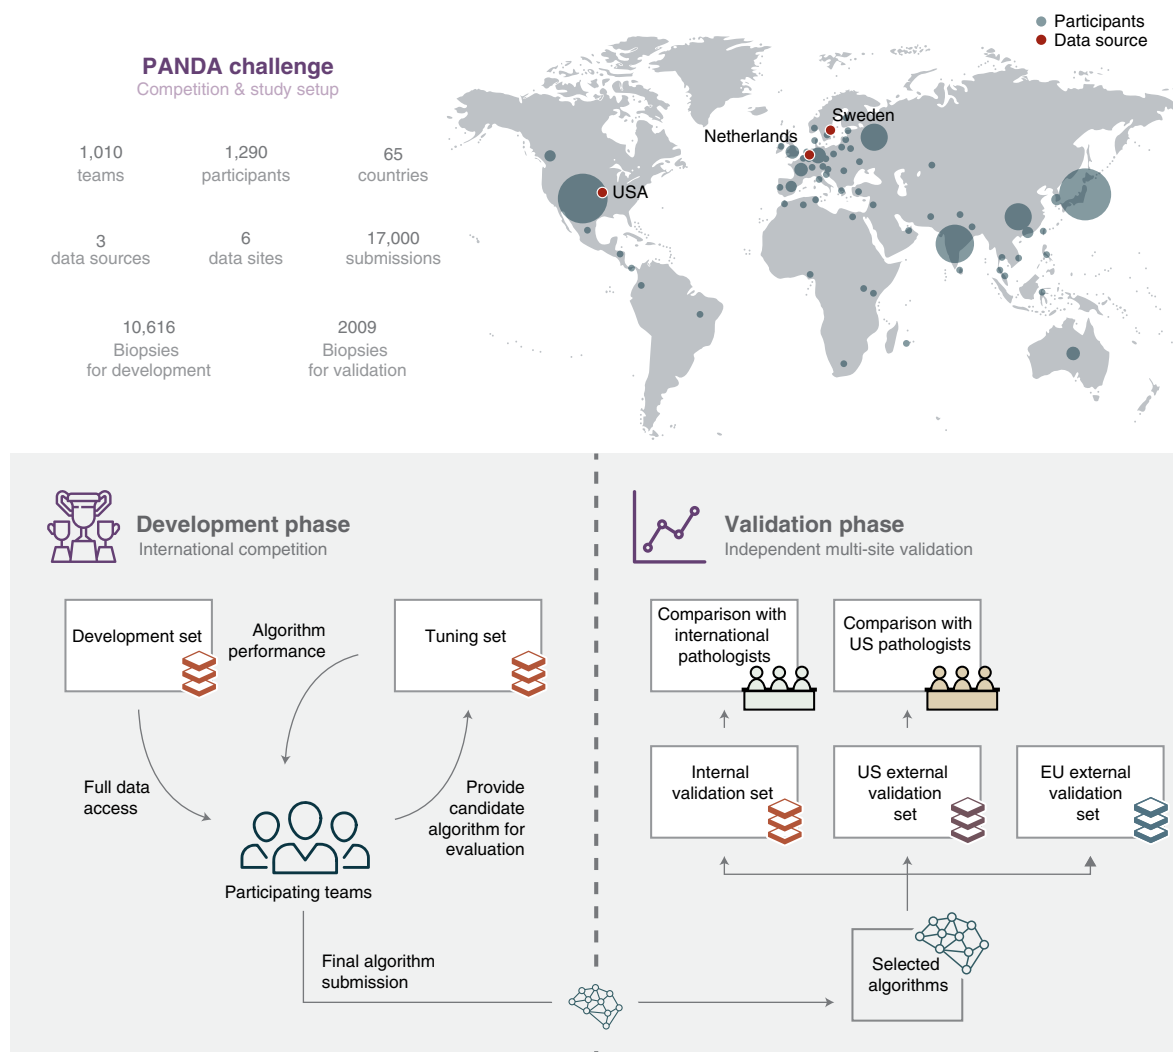 Participants
Data source
PANDA challenge
Competition & study setup
1,010
teams
1,290
participants
65
countries
3
data sources
6
data sites
17,000
submissions
10,616
Biopsies
for development
2009
Biopsies
for validation
Sweden
Netherlands
USA
Development phase
International competition
Development set
Algorithm
performance
Tuning set
Full data
access
Provide
candidate
algorithm for
evaluation
Participating teams
Final algorithm
submission
Validation phase
Independent multi-site validation
Comparison with
international
pathologists
Comparison with
US pathologists
Internal
validation set
US external
validation
set
EU external
validation
set
Selected
algorithms